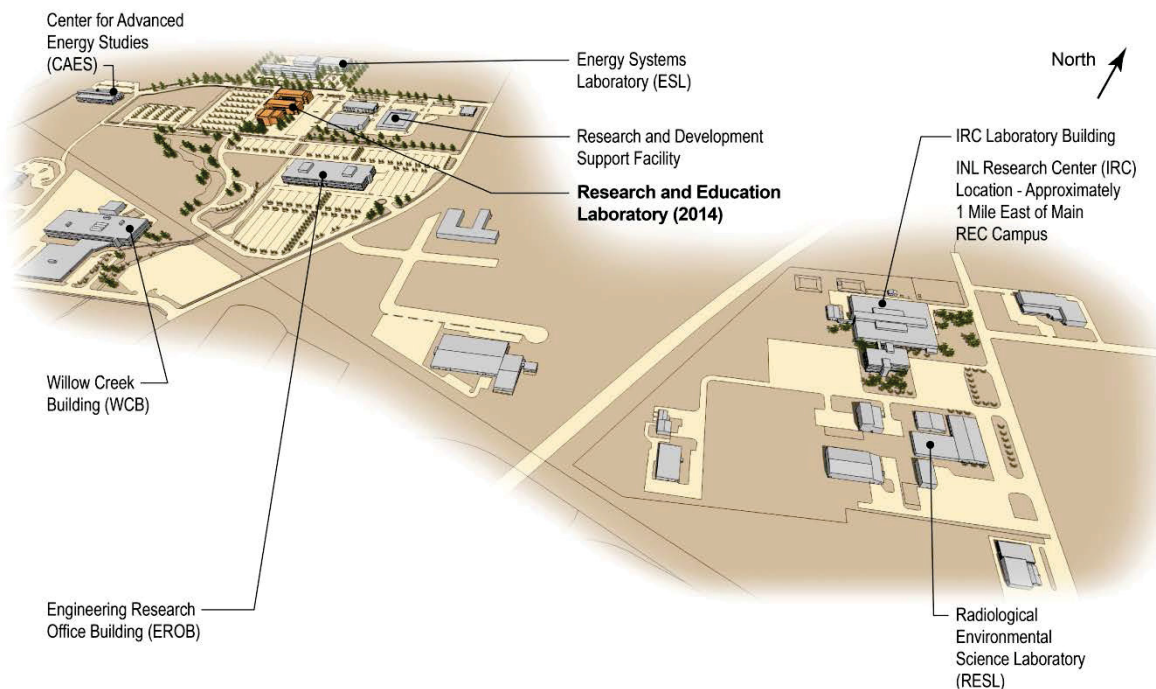 Center for Advanced
Energy Studies
(CAES)
Energy Systems
Laboratory (ESL)
North
Research and Development
Support Facility
Research and Education
Laboratory (2014)
IRC Laboratory Building
INL Research Center (IRC)
Location - Approximately
1 Mile East of Main
REC Campus
Willow Creek
Building (WCB)
Engineering Research
Office Building (EROB)
Radiological
Environmental
Science Laboratory
(RESL)